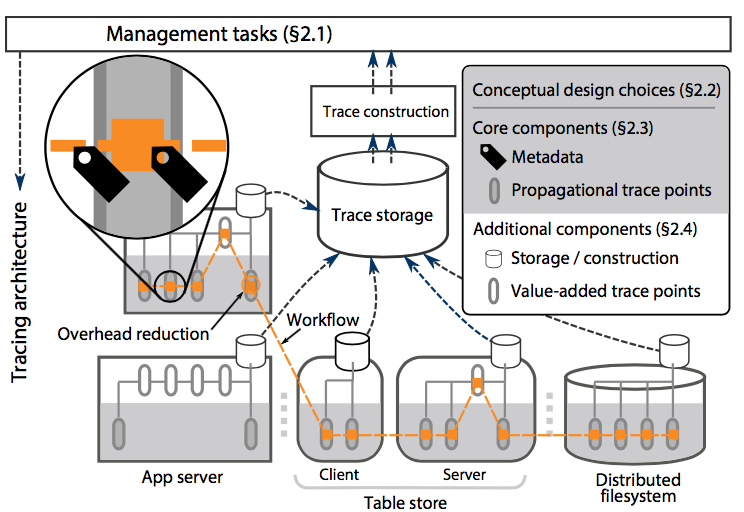 Management tasks (§2.1)
Tracing architecture
Trace construction
Trace storage
Conceptual design choices (§2.2)
Core components (§2.3)
Metadata
Propagational trace points
Additional components (§2.4)
Storage / construction
Value-added trace points
Overhead reduction
Workflow
App server
Client
Server
Table store
Distributed
filesystem